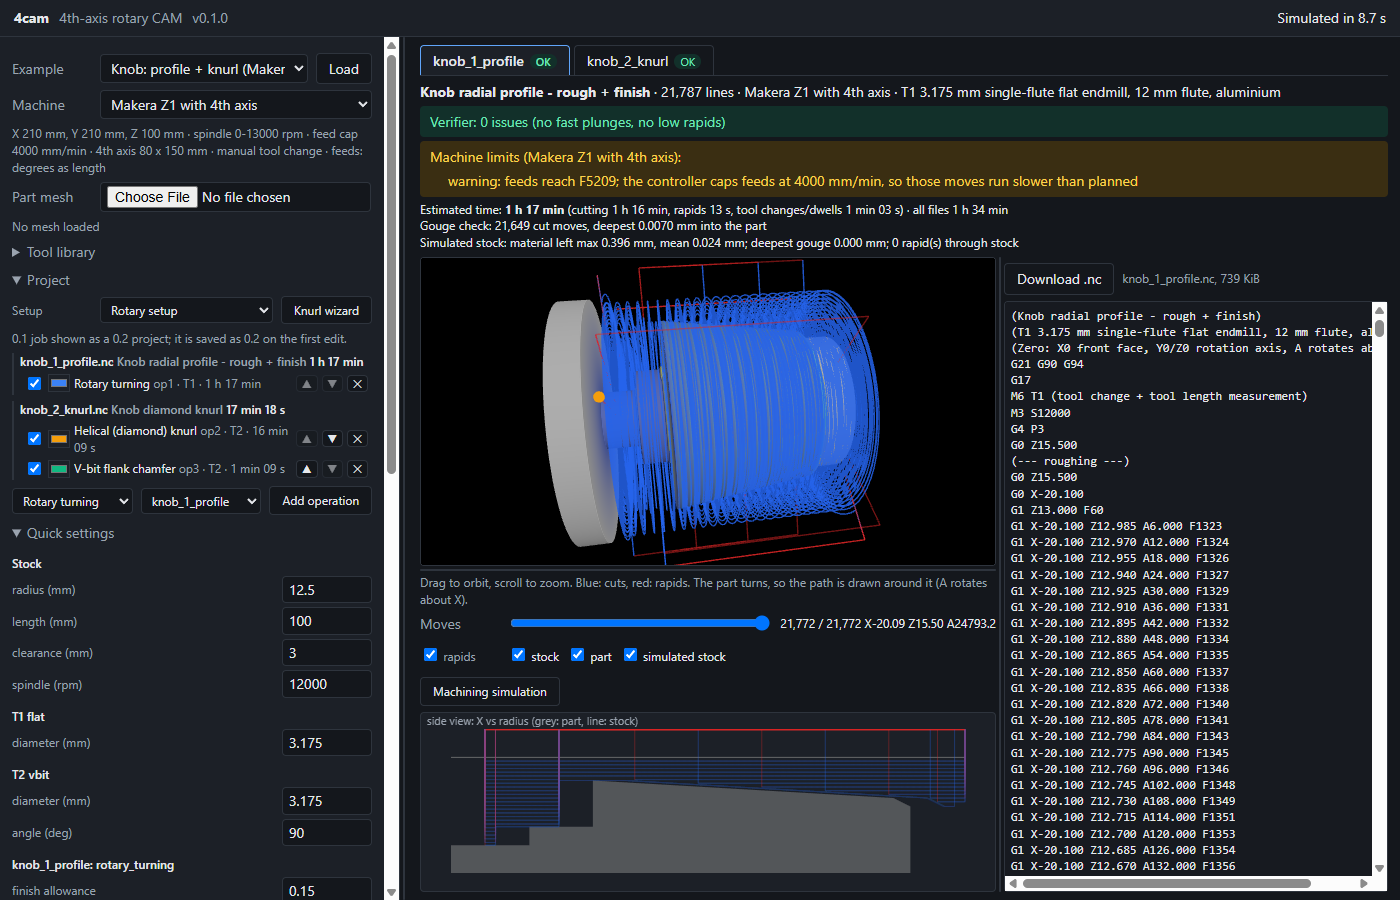 4cam 4th-axis rotary CAM v0.1.0
Simulated in 8.7 s
Example
Knob: profile + knurl (Maker
Load
Machine
Makera Z1 with 4th axis
X 210 mm, Y 210 mm, Z 100 mm · spindle 0-13000 rpm · feed cap
4000 mm/min · 4th axis 80 x 150 mm · manual tool change · feeds:
degrees as length
Part mesh
Choose File No file chosen
No mesh loaded
Tool library
Project
Setup
Rotary setup
Knurl wizard
0.1 job shown as a 0.2 project; it is saved as 0.2 on the first edit.
knob_1_profile.nc Knob radial profile - rough + finish 1 h 17 min
Rotary turning op1 · T1 · 1 h 17 min
knob_2_knurl.nc Knob diamond knurl 17 min 18 s
Helical (diamond) knurl op2 · T2 · 16 min
09 s
V-bit flank chamfer op3 · T2 · 1 min 09 s
Rotary turning
knob_1_profile
Add operation
Quick settings
Stock
radius (mm)
12.5
length (mm)
100
clearance (mm)
3
spindle (rpm)
12000
T1 flat
diameter (mm)
3.175
T2 vbit
diameter (mm)
3.175
angle (deg)
90
knob_1_profile: rotary_turning
finish allowance
0.15
knob_1_profile OK
knob_2_knurl OK
Knob radial profile - rough + finish · 21,787 lines · Makera Z1 with 4th axis · T1 3.175 mm single-flute flat endmill, 12 mm flute, aluminium
Verifier: 0 issues (no fast plunges, no low rapids)
Machine limits (Makera Z1 with 4th axis):
warning: feeds reach F5209; the controller caps feeds at 4000 mm/min, so those moves run slower than planned
Estimated time: 1 h 17 min (cutting 1 h 16 min, rapids 13 s, tool changes/dwells 1 min 03 s) · all files 1 h 34 min
Gouge check: 21,649 cut moves, deepest 0.0070 mm into the part
Simulated stock: material left max 0.396 mm, mean 0.024 mm; deepest gouge 0.000 mm; 0 rapid(s) through stock
Drag to orbit, scroll to zoom. Blue: cuts, red: rapids. The part turns, so the path is drawn around it (A rotates
about X).
Moves
21,772 / 21,772 X-20.09 Z15.50 A24793.2
rapids
stock
part
simulated stock
Machining simulation
side view: X vs radius (grey: part, line: stock)
Download .nc
knob_1_profile.nc, 739 KiB
(Knob radial profile - rough + finish)
(T1 3.175 mm single-flute flat endmill, 12 mm flute, al
(Zero: X0 front face, Y0/Z0 rotation axis, A rotates ab
G21 G90 G94
G17
M6 T1 (tool change + tool length measurement)
M3 S12000
G4 P3
G0 Z15.500
(--- roughing ---)
G0 Z15.500
G0 X-20.100
G1 Z13.000 F60
G1 X-20.100 Z12.985 A6.000 F1323
G1 X-20.100 Z12.970 A12.000 F1324
G1 X-20.100 Z12.955 A18.000 F1326
G1 X-20.100 Z12.940 A24.000 F1327
G1 X-20.100 Z12.925 A30.000 F1329
G1 X-20.100 Z12.910 A36.000 F1331
G1 X-20.100 Z12.895 A42.000 F1332
G1 X-20.100 Z12.880 A48.000 F1334
G1 X-20.100 Z12.865 A54.000 F1335
G1 X-20.100 Z12.850 A60.000 F1337
G1 X-20.100 Z12.835 A66.000 F1338
G1 X-20.100 Z12.820 A72.000 F1340
G1 X-20.100 Z12.805 A78.000 F1341
G1 X-20.100 Z12.790 A84.000 F1343
G1 X-20.100 Z12.775 A90.000 F1345
G1 X-20.100 Z12.760 A96.000 F1346
G1 X-20.100 Z12.745 A102.000 F1348
G1 X-20.100 Z12.730 A108.000 F1349
G1 X-20.100 Z12.715 A114.000 F1351
G1 X-20.100 Z12.700 A120.000 F1353
G1 X-20.100 Z12.685 A126.000 F1354
G1 X-20.100 Z12.670 A132.000 F1356